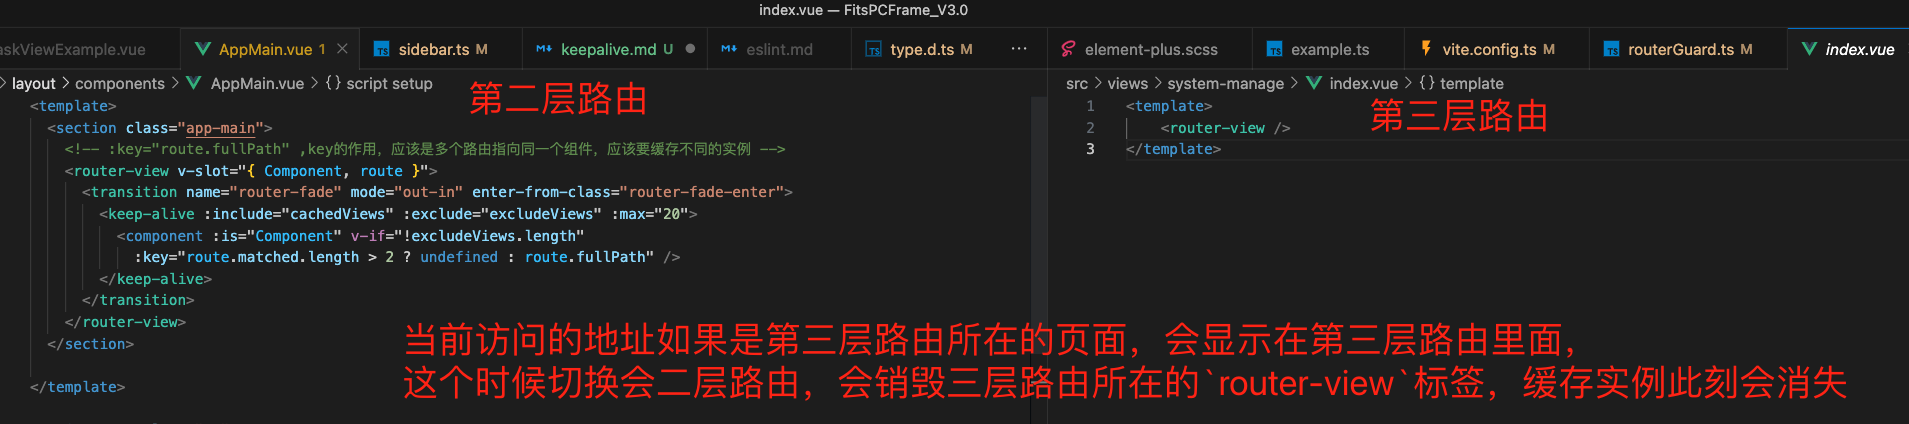 index.vue — FitsPCFrame_V3.0
askViewExample.vue AppMain.vue 1 × TS sidebar.ts M keepalive.md U ● eslint.md TS type.d.ts M ··· element-plus.scss TS example.ts vite.config.ts M TS routerGuard.ts M index.vue
> layout > components > AppMain.vue > {} script setup
src > views > system-manage > index.vue > {} template
第二层路由
<template>
<section class="app-main">
<!-- :key="route.fullPath" ,key的作用，应该是多个路由指向同一个组件，应该要缓存不同的实例 -->
<router-view v-slot="{ Component, route }">
<transition name="router-fade" mode="out-in" enter-from-class="router-fade-enter">
<keep-alive :include="cachedViews" :exclude="excludeViews" :max="20">
<component :is="Component" v-if="!excludeViews.length"
:key="route.matched.length > 2 ? undefined : route.fullPath" />
</keep-alive>
</transition>
</router-view>
</section>
</template>
第三层路由
1 <template>
2 <router-view />
3 </template>
当前访问的地址如果是第三层路由所在的页面，会显示在第三层路由里面，
这个时候切换会二层路由，会销毁三层路由所在的`router-view`标签，缓存实例此刻会消失